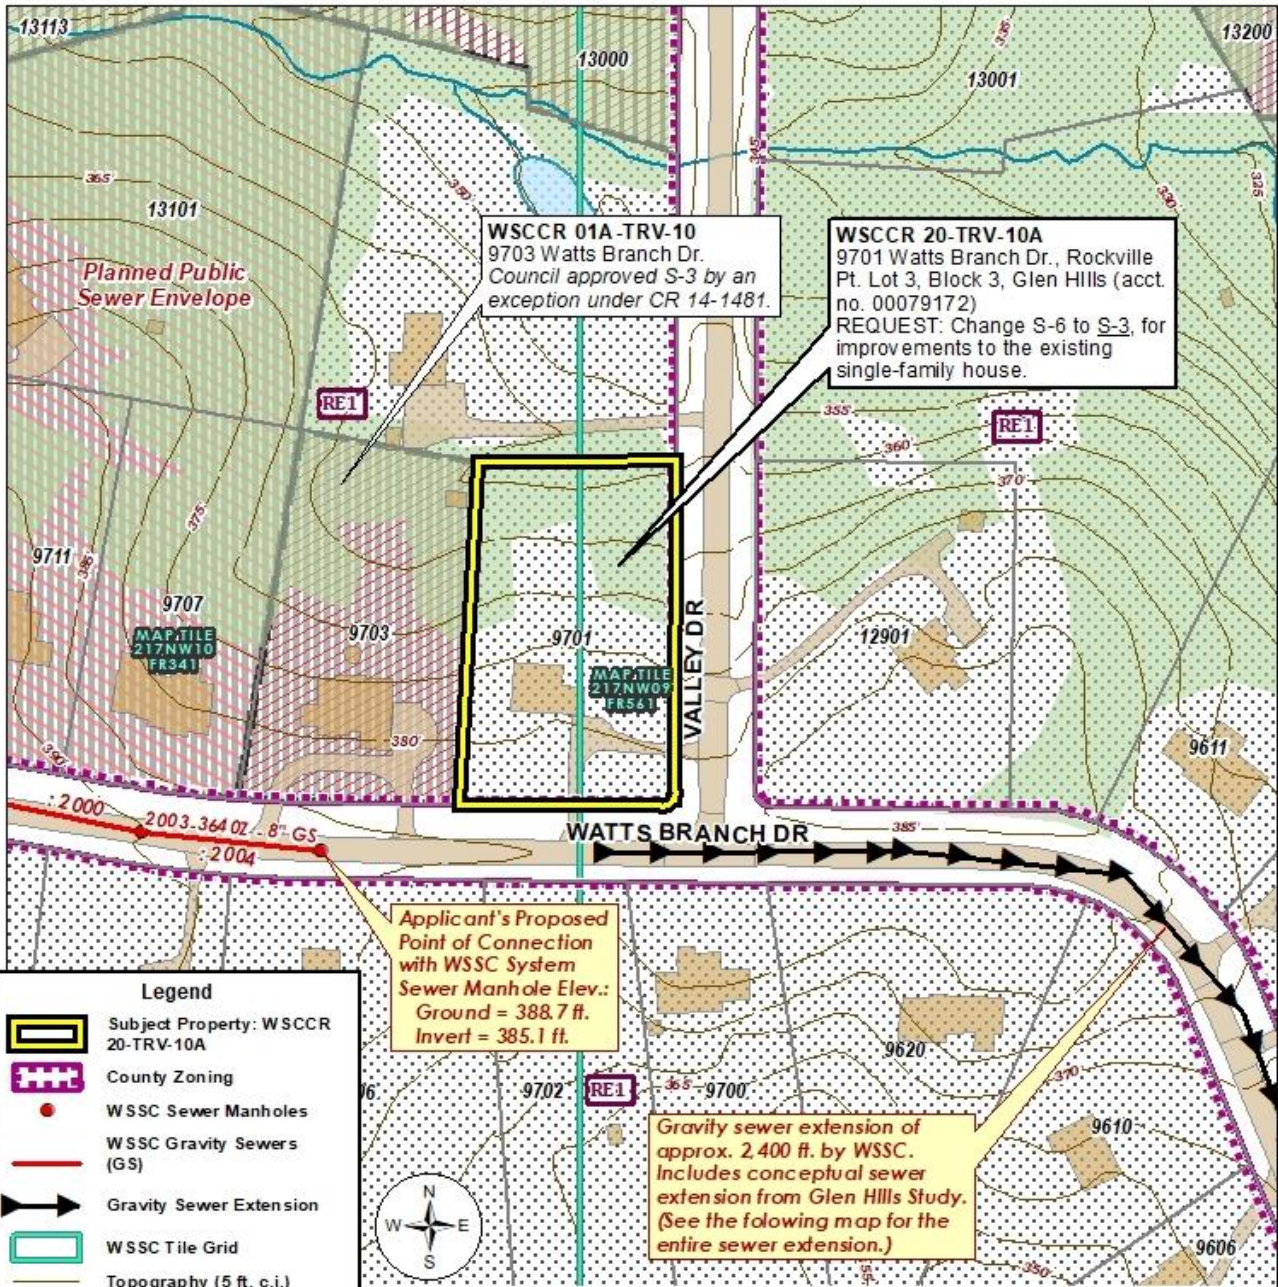 13113
13000
13200
13001
335'
345'
365'
350'
330'
325
13101
Planned Public
Sewer Envelope
WSCCR 01A-TRV-10
9703 Watts Branch Dr.
Council approved S-3 by an
exception under CR 14-1481.
WSCCR 20-TRV-10A
9701 Watts Branch Dr., Rockville
Pt. Lot 3, Block 3, Glen HIlls (acct.
no. 00079172)
REQUEST: Change S-6 to S-3, for
improvements to the existing
single-family house.
RE1
RE1
355'
360'
370'
375'
385'
9711
9707
MAP TILE
217NW10
FR341
9703
9701
MAP TILE
217NW09
FR561
VALLEY DR
12901
9611
380'
390'
: 2000
2003-3640Z - 8" GS
: 2004
WATTS BRANCH DR
385'
Applicant's Proposed
Point of Connection
with WSSC System
Sewer Manhole Elev.:
Ground = 388.7 ft.
Invert = 385.1 ft.
Gravity sewer extension of
approx. 2,400 ft. by WSSC.
Includes conceptual sewer
extension from Glen HIlls Study.
(See the folowing map for the
entire sewer extension.)
9620
9702
RE1
365'
9700
370'
9610
9606
350'
355'
N
W E
S
Legend
Subject Property: WSCCR
20-TRV-10A
County Zoning
WSSC Sewer Manholes
WSSC Gravity Sewers
(GS)
Gravity Sewer Extension
WSSC Tile Grid
Topography (5 ft. c.i.)